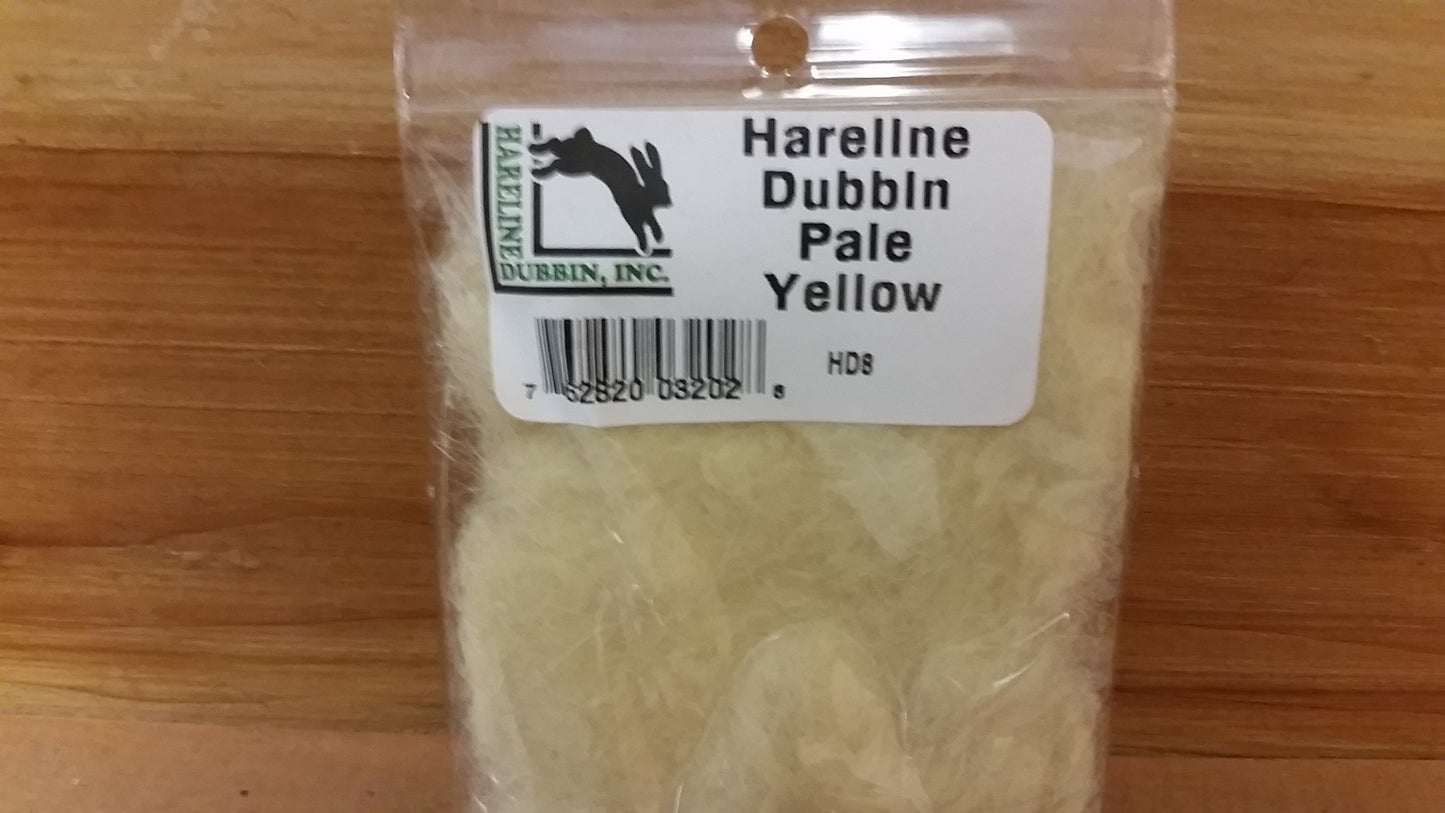 HARELINE
DUBBIN, INC.
Hareline
Dubbin
Pale
Yellow
HD8
7 62820 03202 8